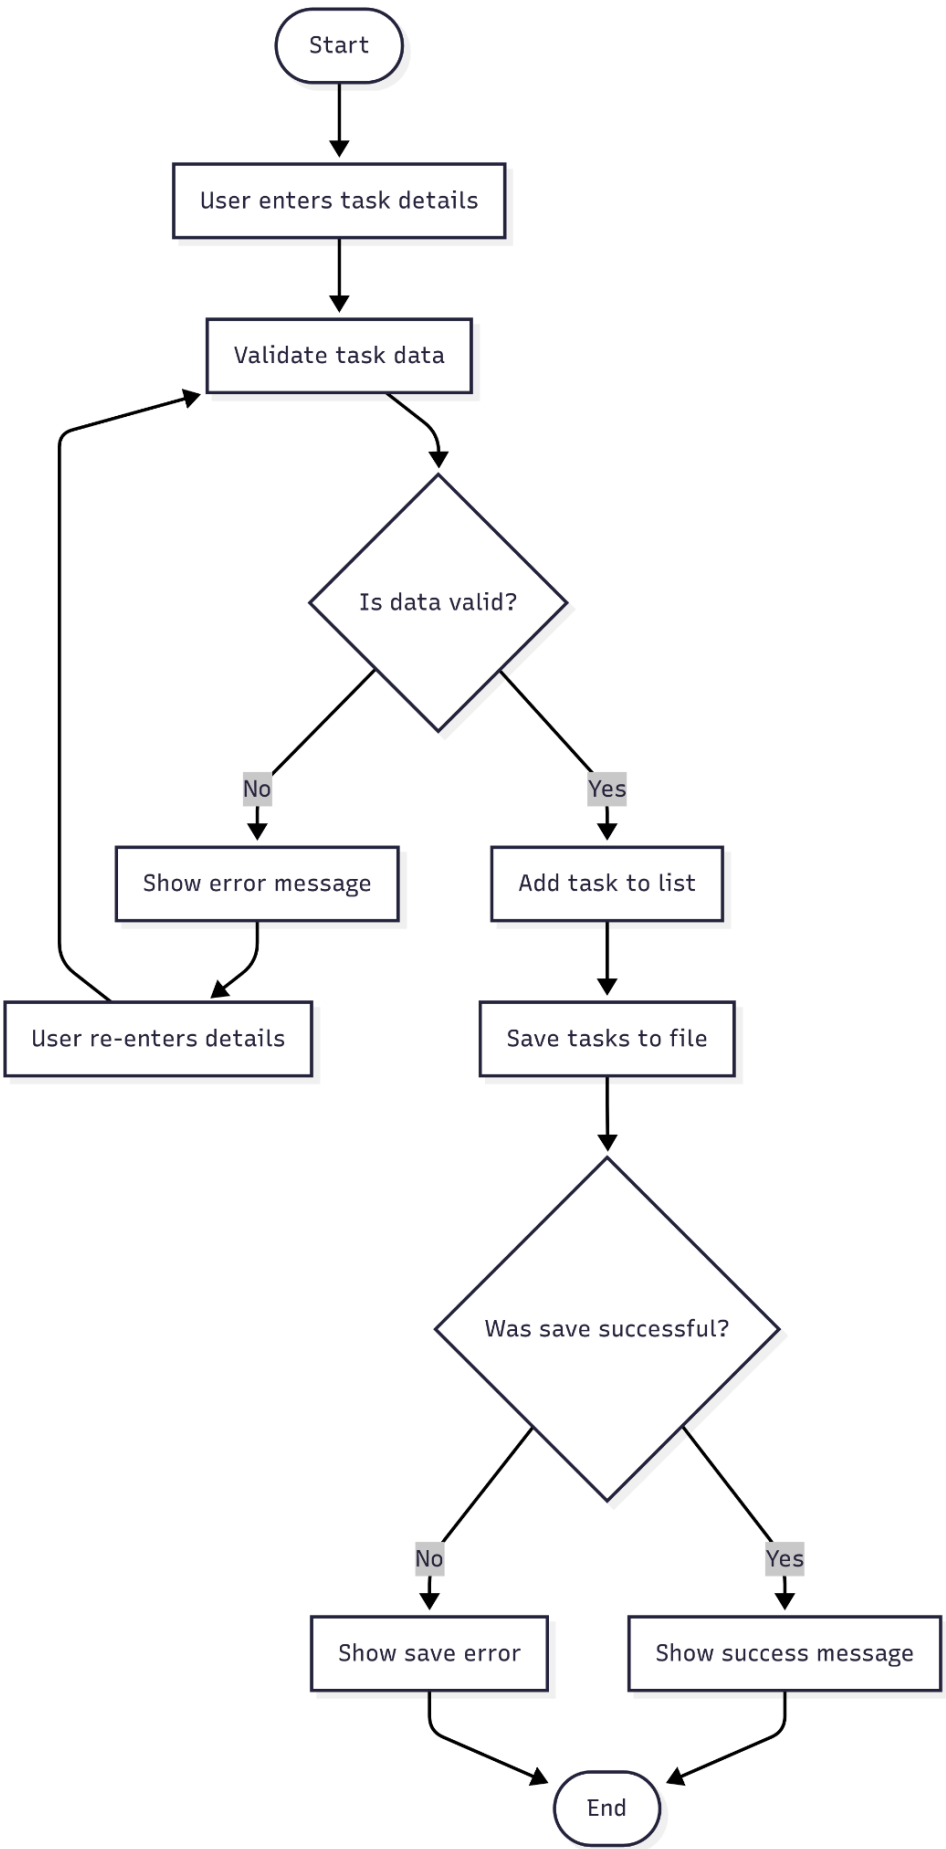 Start
User enters task details
Validate task data
Is data valid?
No
Yes
Show error message
Add task to list
User re-enters details
Save tasks to file
Was save successful?
No
Yes
Show save error
Show success message
End